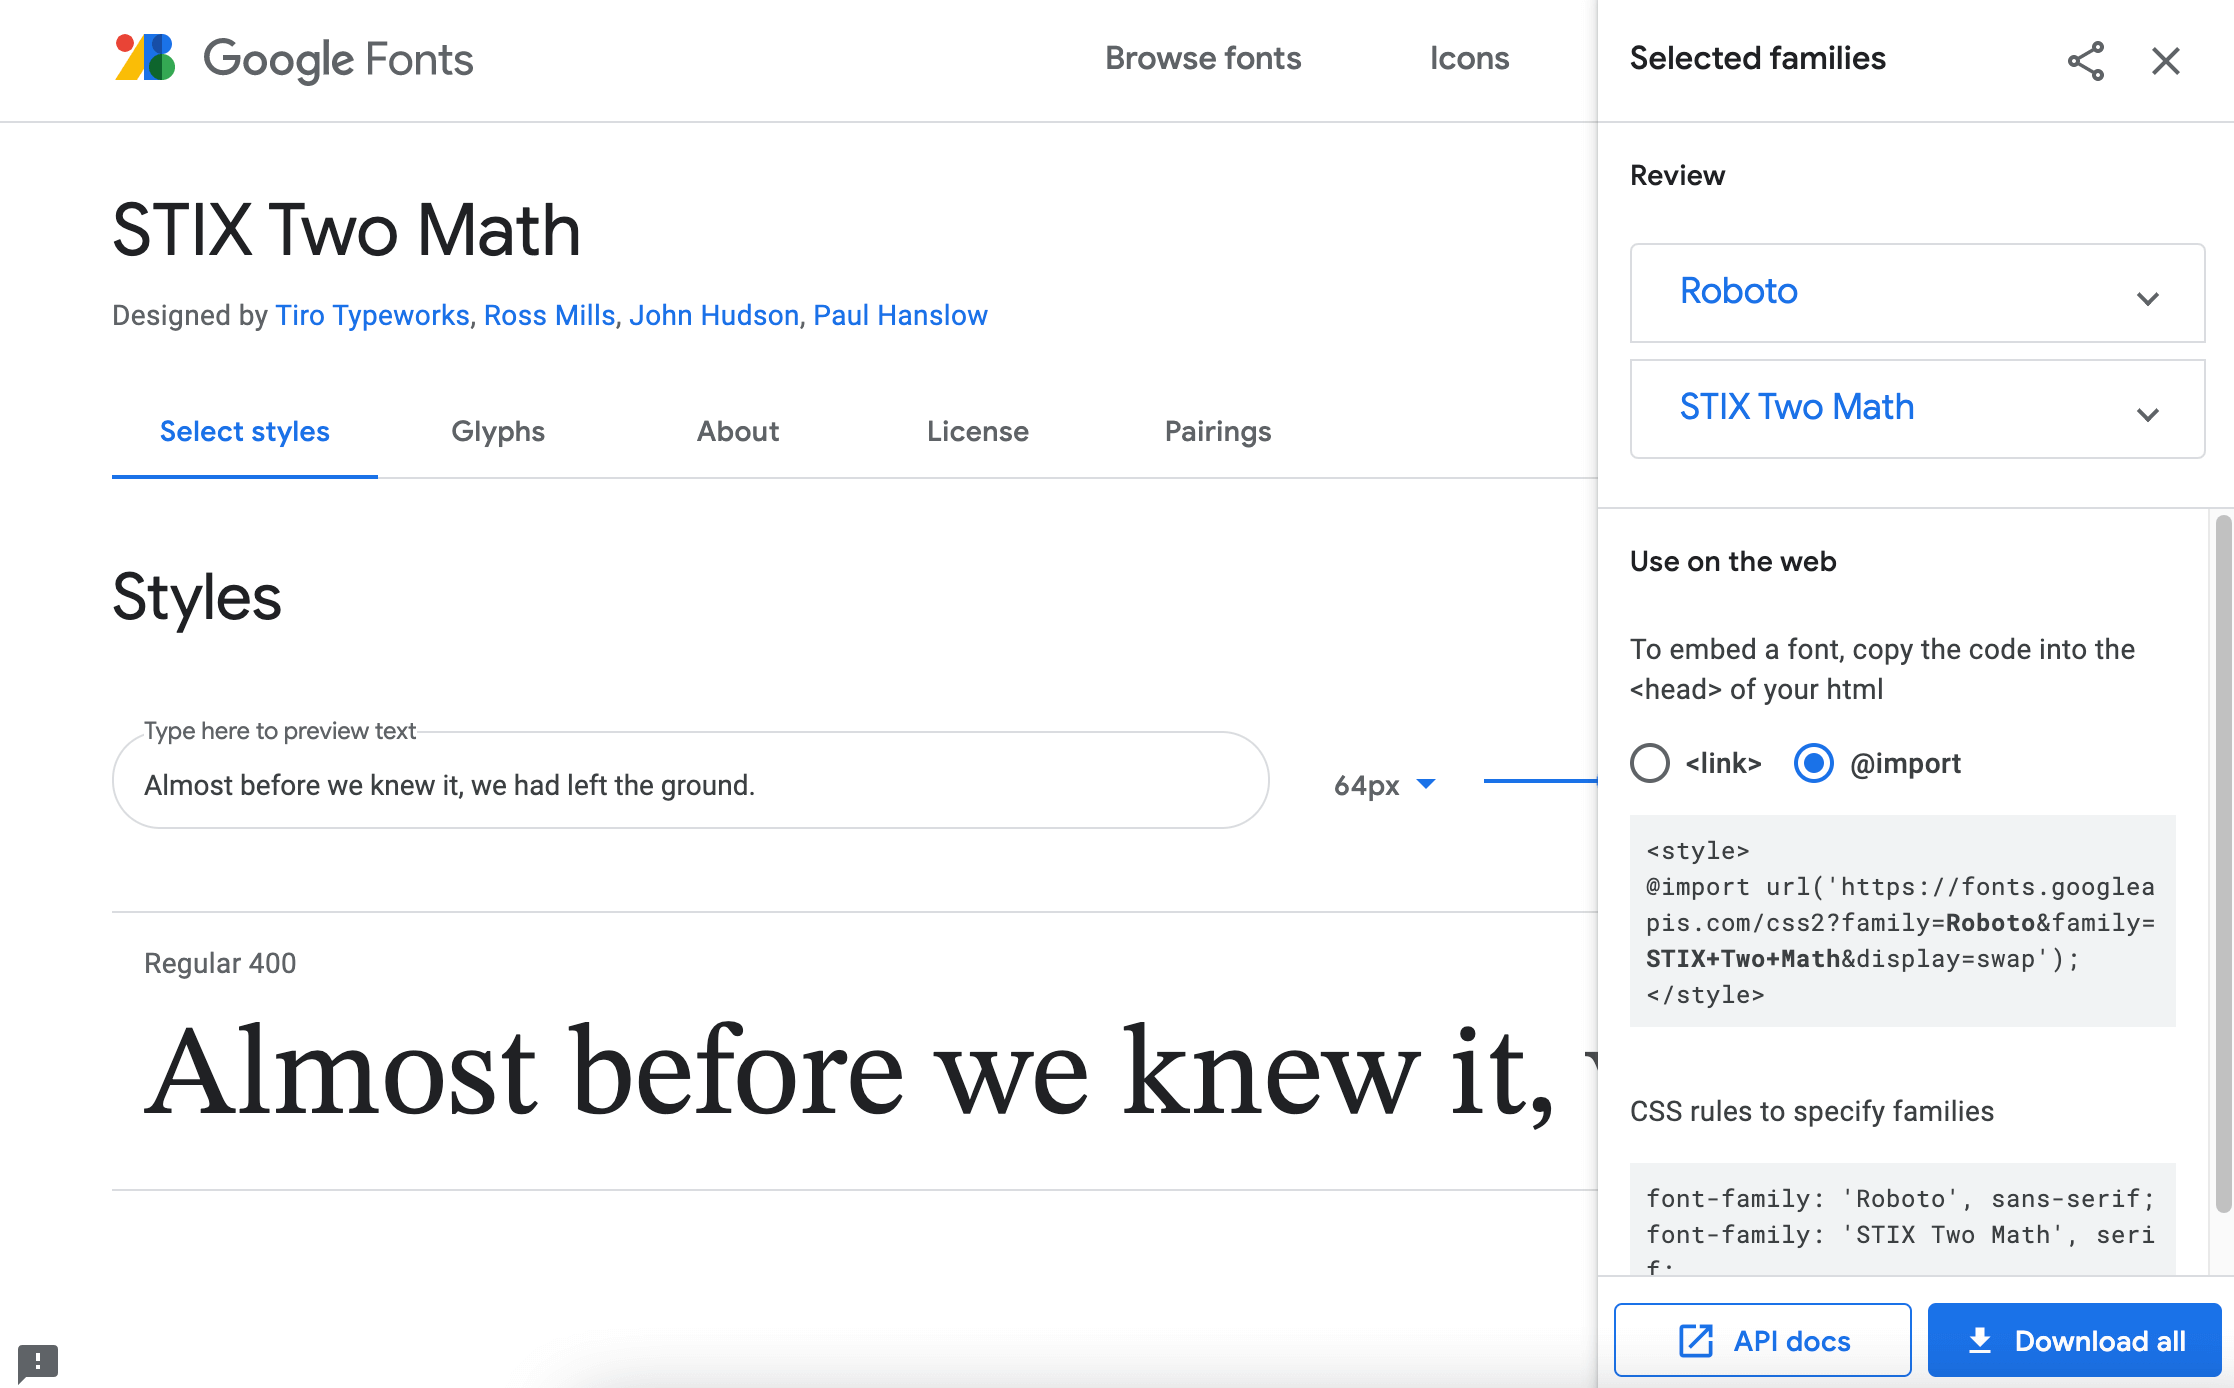 Google Fonts
Browse fonts
Icons
STIX Two Math
Designed by Tiro Typeworks, Ross Mills, John Hudson, Paul Hanslow
Select styles
Glyphs
About
License
Pairings
Styles
Type here to preview text
Almost before we knew it, we had left the ground.
64px
Regular 400
Almost before we knew it,
Selected families
Review
Roboto
STIX Two Math
Use on the web
To embed a font, copy the code into the
<head> of your html
<link>
@import
<style>
@import url('https://fonts.googlea
pis.com/css2?family=Roboto&family=
STIX+Two+Math&display=swap');
</style>
CSS rules to specify families
font-family: 'Roboto', sans-serif;
font-family: 'STIX Two Math', seri
f;
API docs
Download all